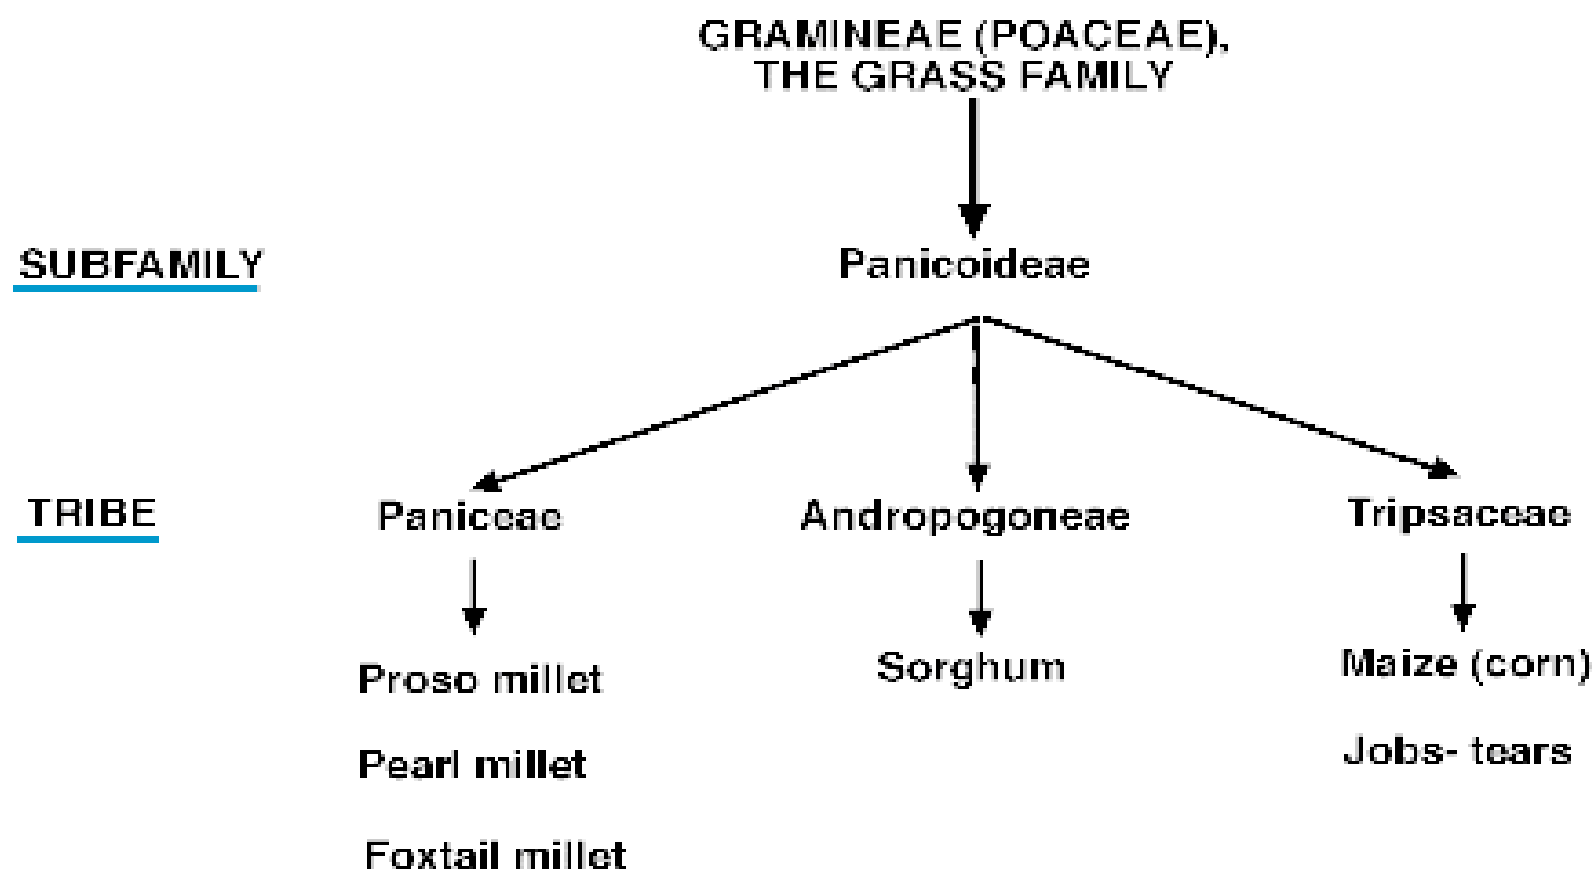 GRAMINEAE (POACEAE),
THE GRASS FAMILY
SUBFAMILY
Panicoideae
TRIBE
Paniceae
Andropogoneae
Tripsaceae
Proso millet
Sorghum
Maize (corn)
Pearl millet
Jobs- tears
Foxtail millet